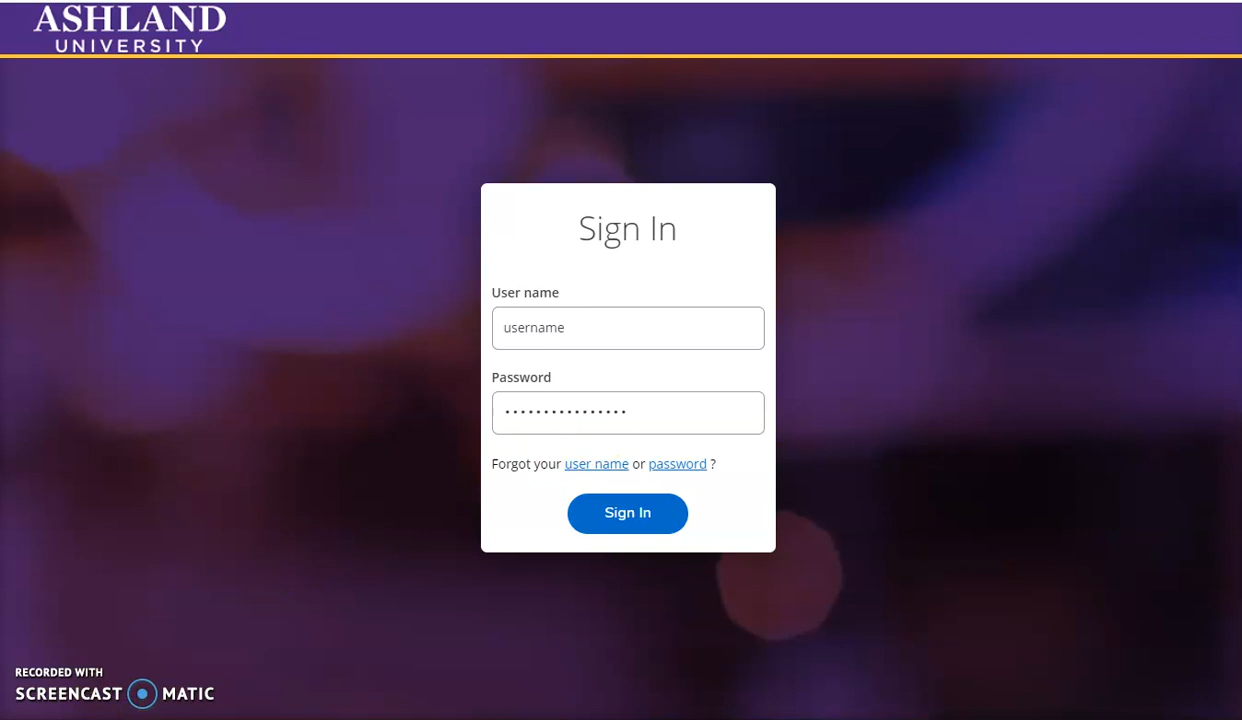 ASHLAND
UNIVERSITY
Sign In
User name
username
Password
••••••••••••••••
Forgot your user name or password ?
Sign In
RECORDED WITH
SCREENCAST MATIC